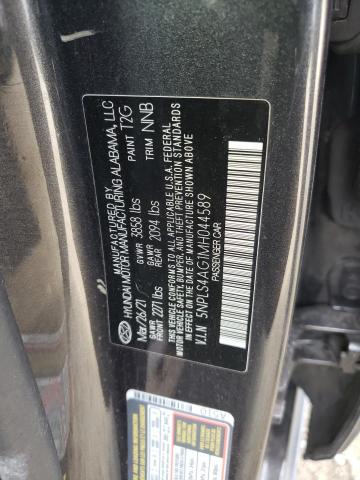 MANUFACTURED BY
HYUNDAI MOTOR MANUFACTURING ALABAMA, LLC
Mar/26/21 GVWR 3858 lbs PAINT T2G
GAWR FRONT 2271 lbs GAWR REAR 2094 lbs TRIM NNB
THIS VEHICLE CONFORMS TO ALL APPLICABLE U.S.A. FEDERAL
MOTOR VEHICLE SAFETY, BUMPER, AND THEFT PREVENTION STANDARDS
IN EFFECT ON THE DATE OF MANUFACTURE SHOWN ABOVE.
V.I.N 5NPLS4AG1MH044589
PASSENGER CAR